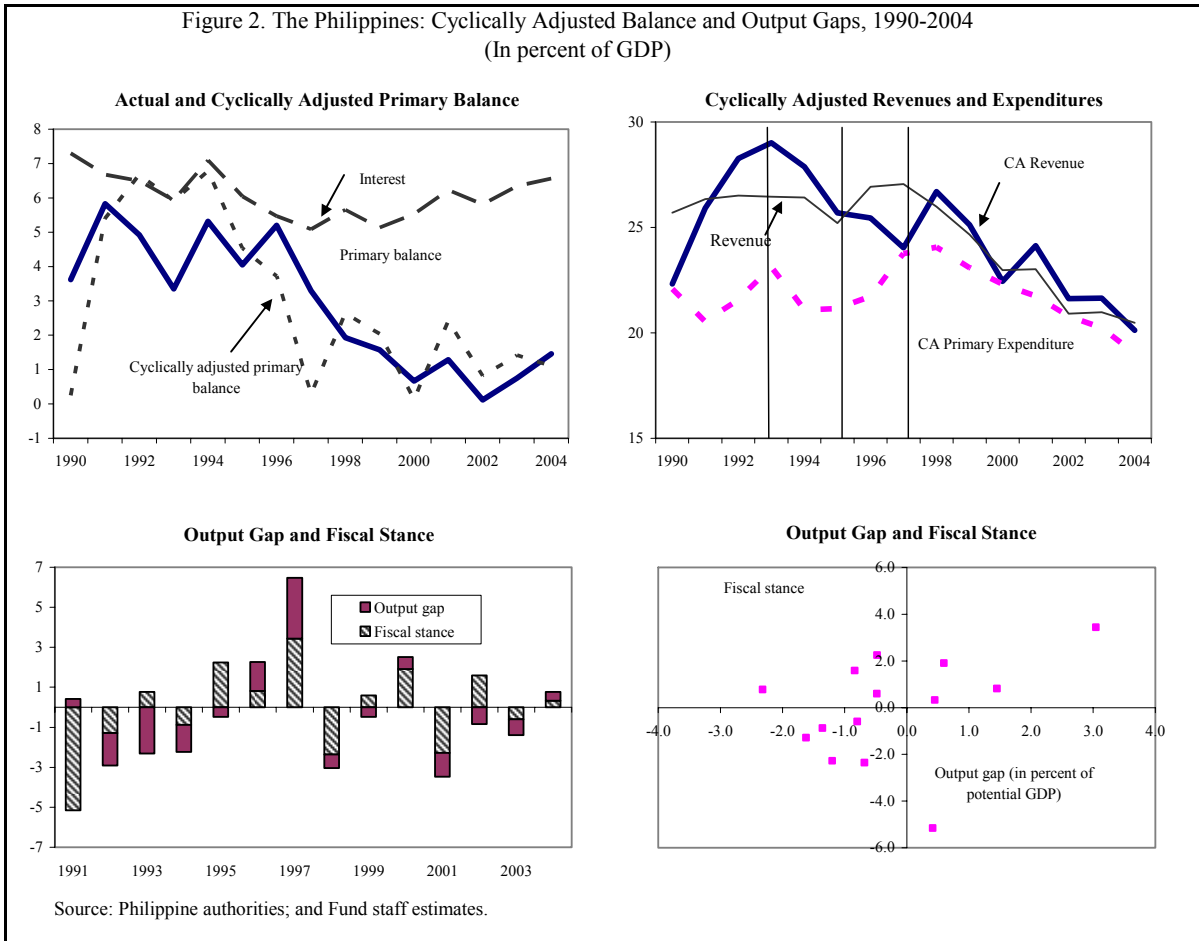 Figure 2. The Philippines: Cyclically Adjusted Balance and Output Gaps, 1990-2004
(In percent of GDP)
Actual and Cyclically Adjusted Primary Balance
8
7
6
5
4
3
2
1
0
-1
1990 1992 1994 1996 1998 2000 2002 2004
Interest
Primary balance
Cyclically adjusted primary
balance
Cyclically Adjusted Revenues and Expenditures
30
25
20
15
1990 1992 1994 1996 1998 2000 2002 2004
CA Revenue
Revenue
CA Primary Expenditure
Output Gap and Fiscal Stance
7
5
3
1
-1
-3
-5
-7
1991 1993 1995 1997 1999 2001 2003
Output gap
Fiscal stance
Output Gap and Fiscal Stance
Fiscal stance
6.0
4.0
2.0
0.0
-2.0
-4.0
-6.0
-4.0 -3.0 -2.0 -1.0 0.0 1.0 2.0 3.0 4.0
Output gap (in percent of
potential GDP)
Source: Philippine authorities; and Fund staff estimates.